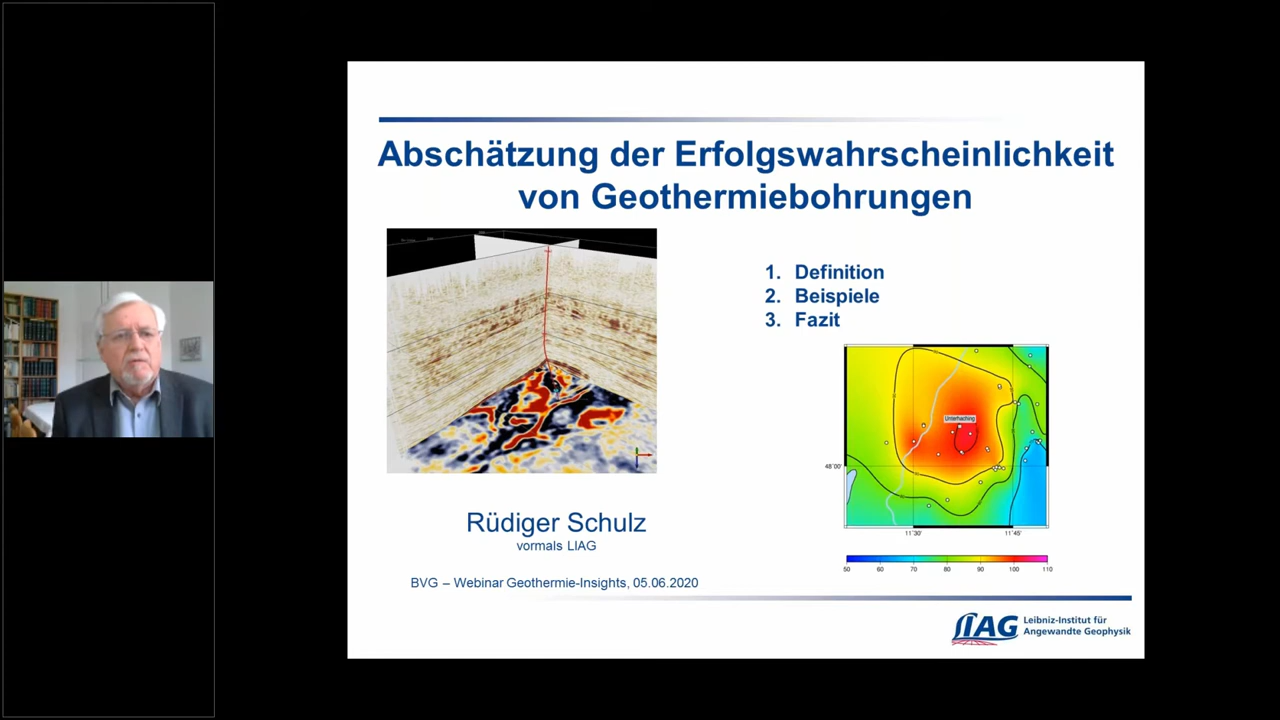 Abschätzung der Erfolgswahrscheinlichkeit
von Geothermiebohrungen
1. Definition
2. Beispiele
3. Fazit
Unterhaching
48°00'
11°30'
11°45'
50 60 70 80 90 100 110
Rüdiger Schulz
vormals LIAG
BVG – Webinar Geothermie-Insights, 05.06.2020
LIAG
Leibniz-Institut für
Angewandte Geophysik